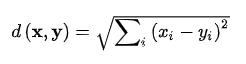 d (x, y) = √∑ᵢ (xᵢ − yᵢ)²